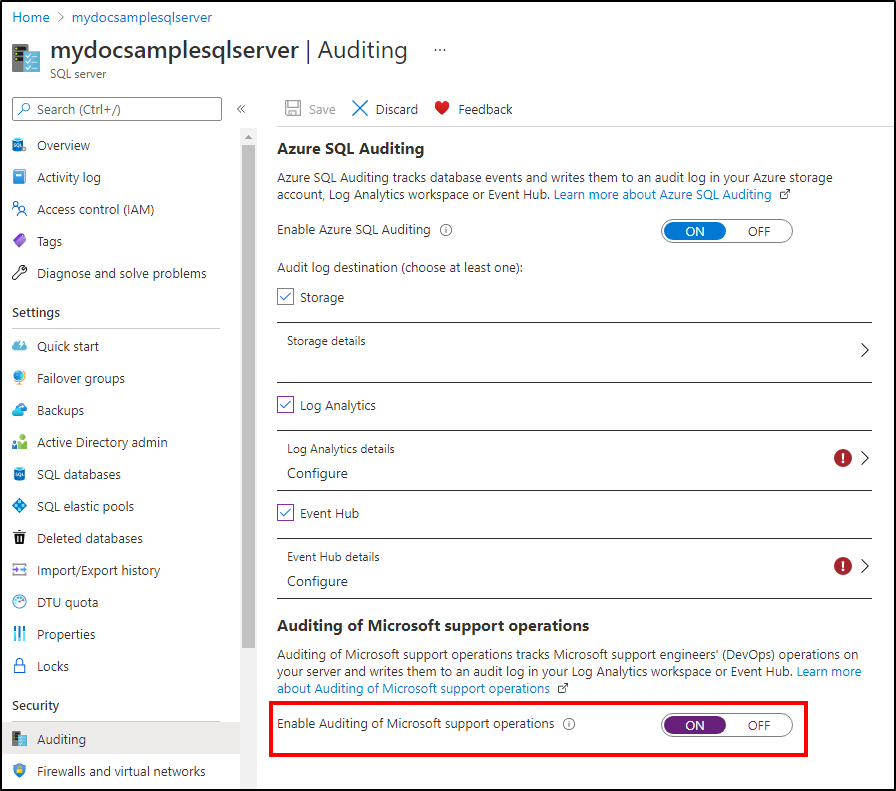 Home > mydocsamplesqlserver
mydocsamplesqlserver | Auditing ...
SQL server
Search (Ctrl+/)
«
Overview
Activity log
Access control (IAM)
Tags
Diagnose and solve problems
Settings
Quick start
Failover groups
Backups
Active Directory admin
SQL databases
SQL elastic pools
Deleted databases
Import/Export history
DTU quota
Properties
Locks
Security
Auditing
Firewalls and virtual networks
Save Discard Feedback
Azure SQL Auditing
Azure SQL Auditing tracks database events and writes them to an audit log in your Azure storage
account, Log Analytics workspace or Event Hub. Learn more about Azure SQL Auditing
Enable Azure SQL Auditing ON OFF
Audit log destination (choose at least one):
Storage
Storage details
Log Analytics
Log Analytics details
Configure
Event Hub
Event Hub details
Configure
Auditing of Microsoft support operations
Auditing of Microsoft support operations tracks Microsoft support engineers' (DevOps) operations on
your server and writes them to an audit log in your Log Analytics workspace or Event Hub. Learn more
about Auditing of Microsoft support operations
Enable Auditing of Microsoft support operations ON OFF